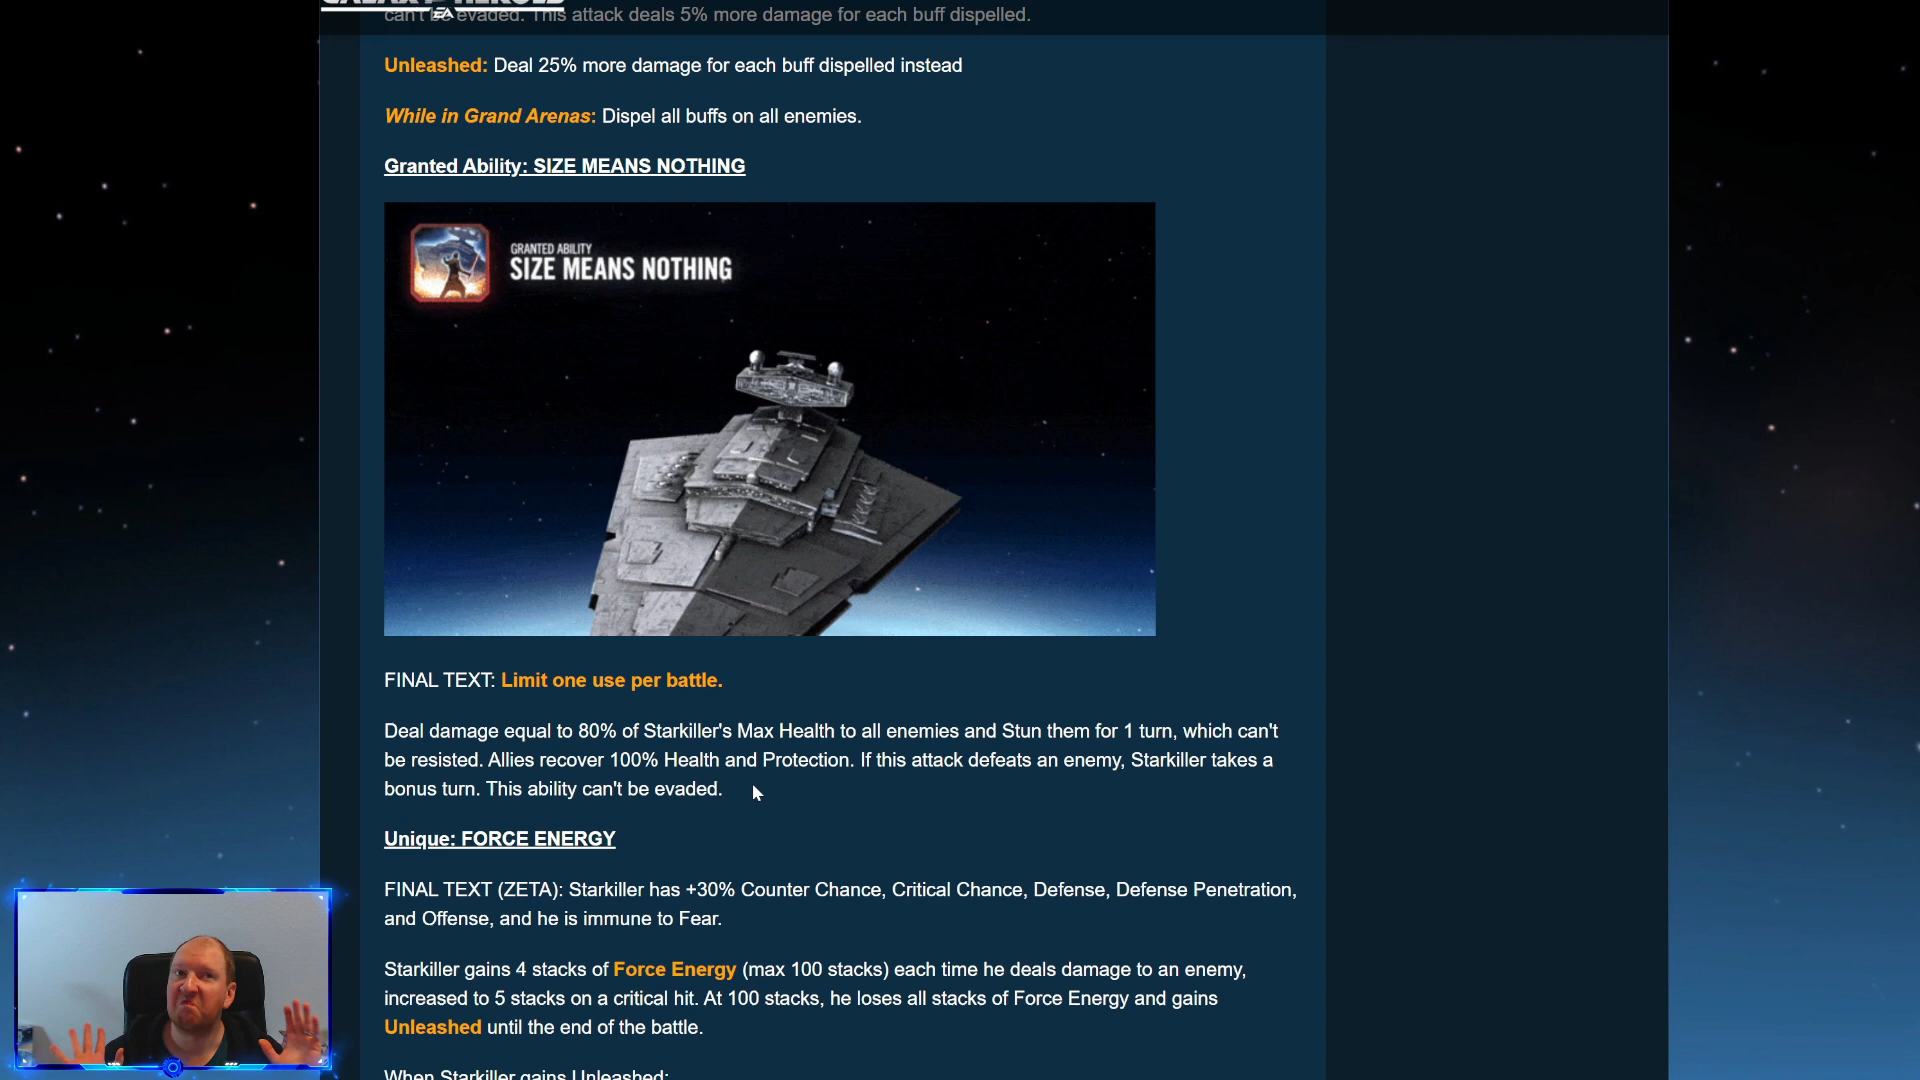 GALAXY OF HEROES
EA
can't be evaded. This attack deals 5% more damage for each buff dispelled.
Unleashed: Deal 25% more damage for each buff dispelled instead
While in Grand Arenas: Dispel all buffs on all enemies.
Granted Ability: SIZE MEANS NOTHING
GRANTED ABILITY
SIZE MEANS NOTHING
FINAL TEXT: Limit one use per battle.
Deal damage equal to 80% of Starkiller's Max Health to all enemies and Stun them for 1 turn, which can't
be resisted. Allies recover 100% Health and Protection. If this attack defeats an enemy, Starkiller takes a
bonus turn. This ability can't be evaded.
Unique: FORCE ENERGY
FINAL TEXT (ZETA): Starkiller has +30% Counter Chance, Critical Chance, Defense, Defense Penetration,
and Offense, and he is immune to Fear.
Starkiller gains 4 stacks of Force Energy (max 100 stacks) each time he deals damage to an enemy,
increased to 5 stacks on a critical hit. At 100 stacks, he loses all stacks of Force Energy and gains
Unleashed until the end of the battle.
When Starkiller gains Unleashed: